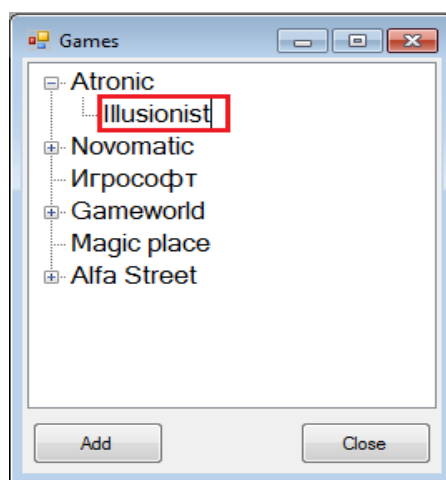 Games
Atronic
Illusionist
Novomatic
Игрософт
Gameworld
Magic place
Alfa Street
Add Close